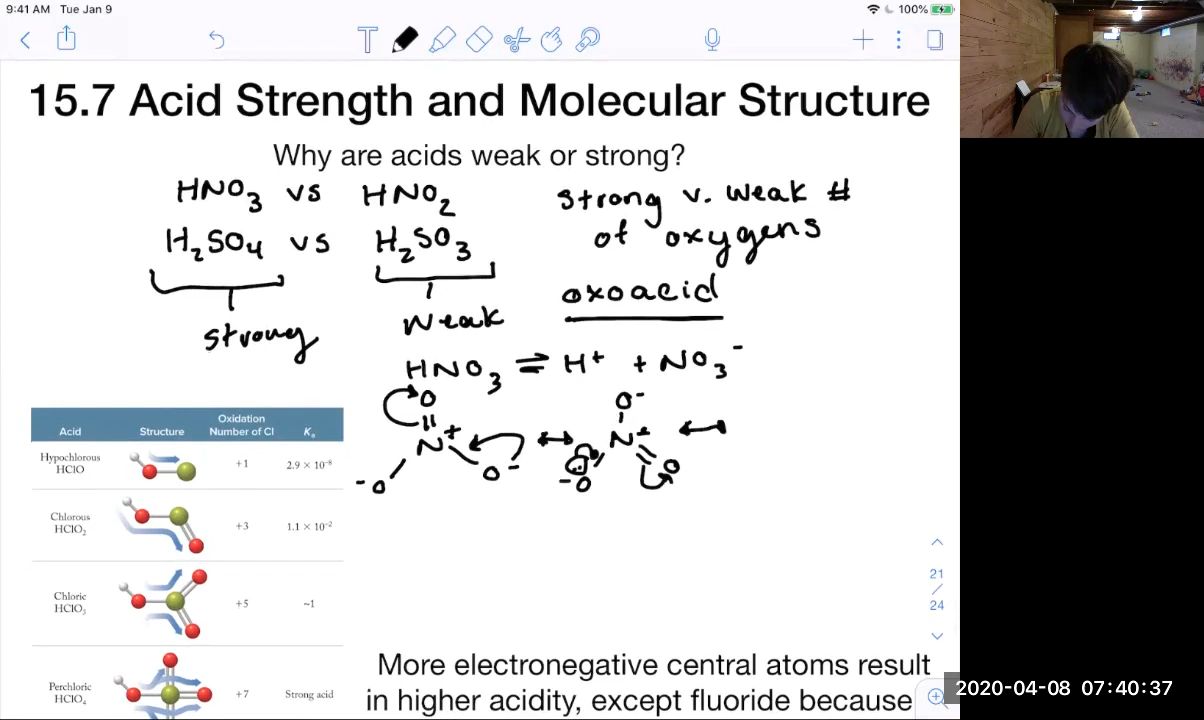 9:41 AM Tue Jan 9
100%
15.7 Acid Strength and Molecular Structure
Why are acids weak or strong?
HNO3 vs HNO2
strong v. weak #
of oxygens
H2SO4 vs H2SO3
oxoacid
strong
weak
HNO3 ⇌ H+ + NO3-
O
N+
-O
O-
O-
N+
-O
O
Acid Structure Oxidation Number of Cl Ka
Hypochlorous HClO +1 2.9 × 10⁻⁸
Chlorous HClO2 +3 1.1 × 10⁻²
Chloric HClO3 +5 ~1
Perchloric HClO4 +7 Strong acid
21
/
24
More electronegative central atoms result
in higher acidity, except fluoride because
2020-04-08 07:40:37